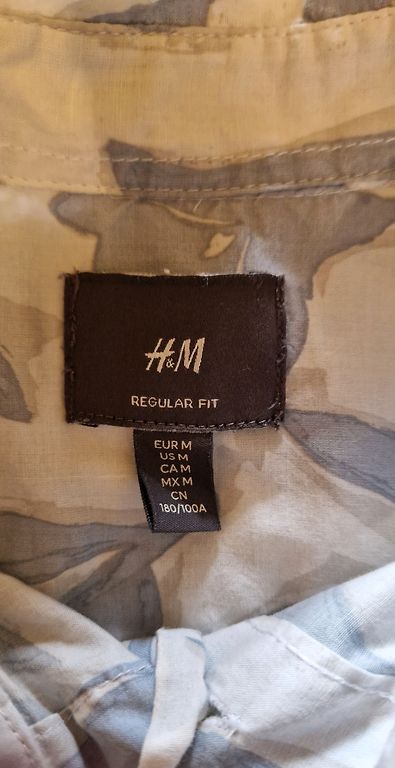 H&M
REGULAR FIT
EUR M
US M
CA M
MX M
CN
180/100A